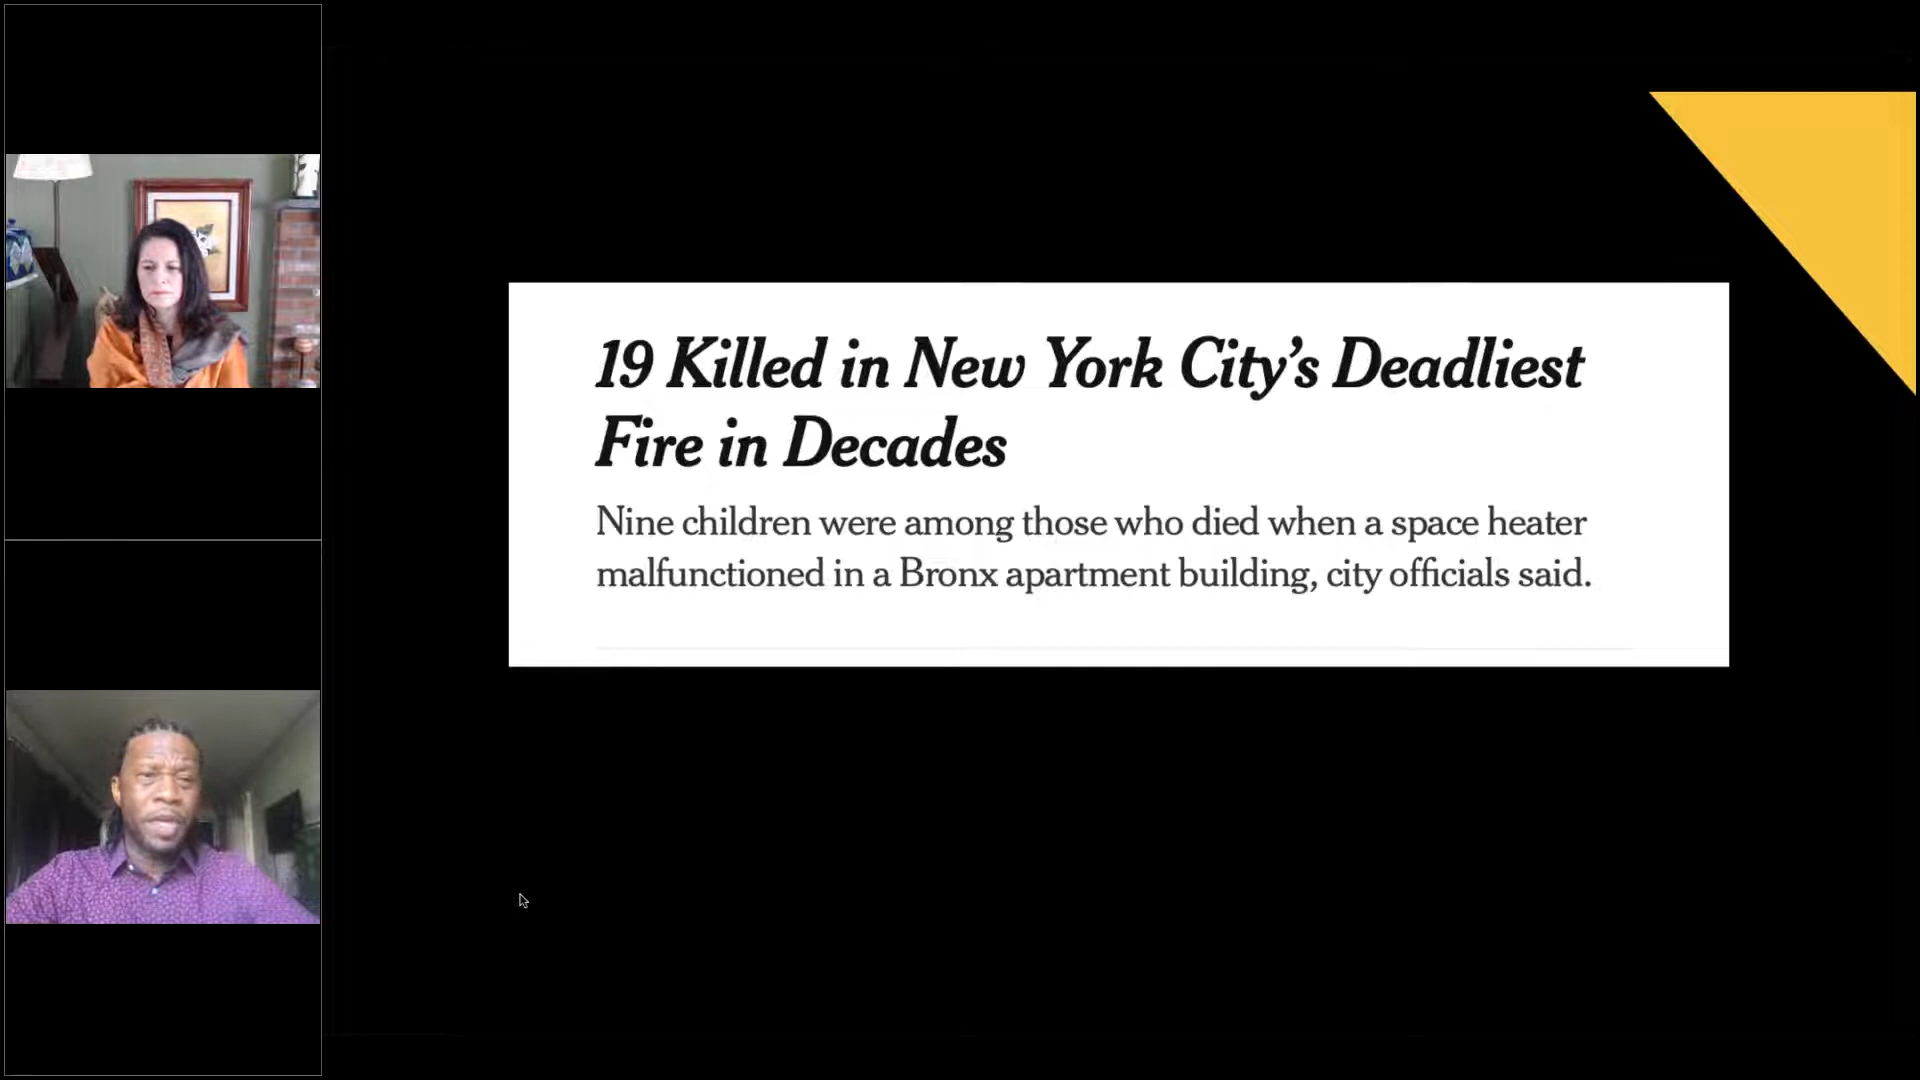 19 Killed in New York City’s Deadliest
Fire in Decades
Nine children were among those who died when a space heater
malfunctioned in a Bronx apartment building, city officials said.